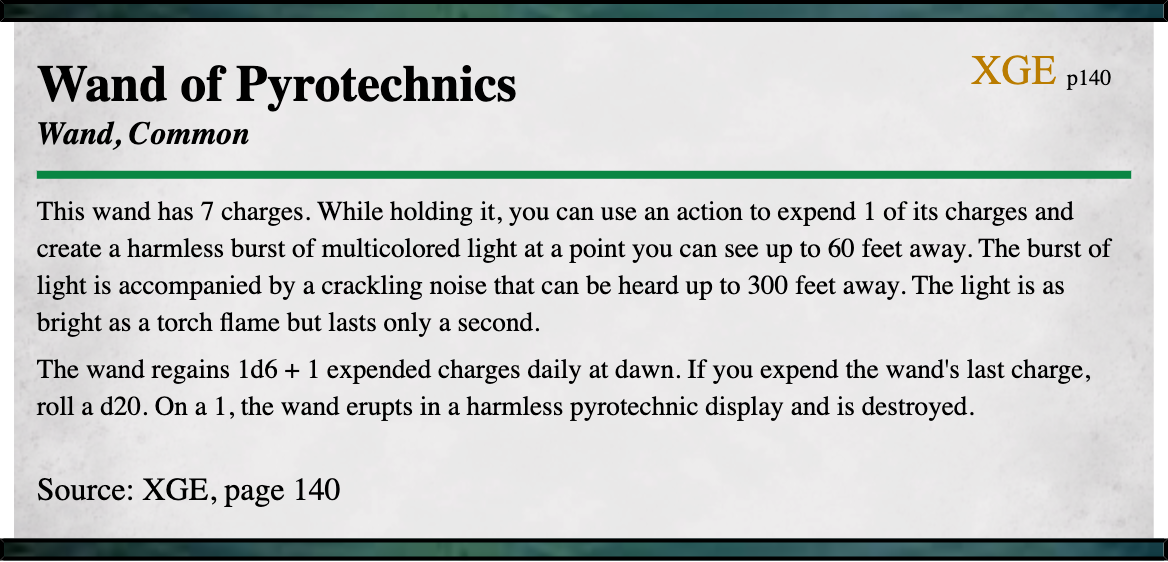 Wand of Pyrotechnics
XGE p140
Wand, Common
This wand has 7 charges. While holding it, you can use an action to expend 1 of its charges and
create a harmless burst of multicolored light at a point you can see up to 60 feet away. The burst of
light is accompanied by a crackling noise that can be heard up to 300 feet away. The light is as
bright as a torch flame but lasts only a second.
The wand regains 1d6 + 1 expended charges daily at dawn. If you expend the wand's last charge,
roll a d20. On a 1, the wand erupts in a harmless pyrotechnic display and is destroyed.
Source: XGE, page 140